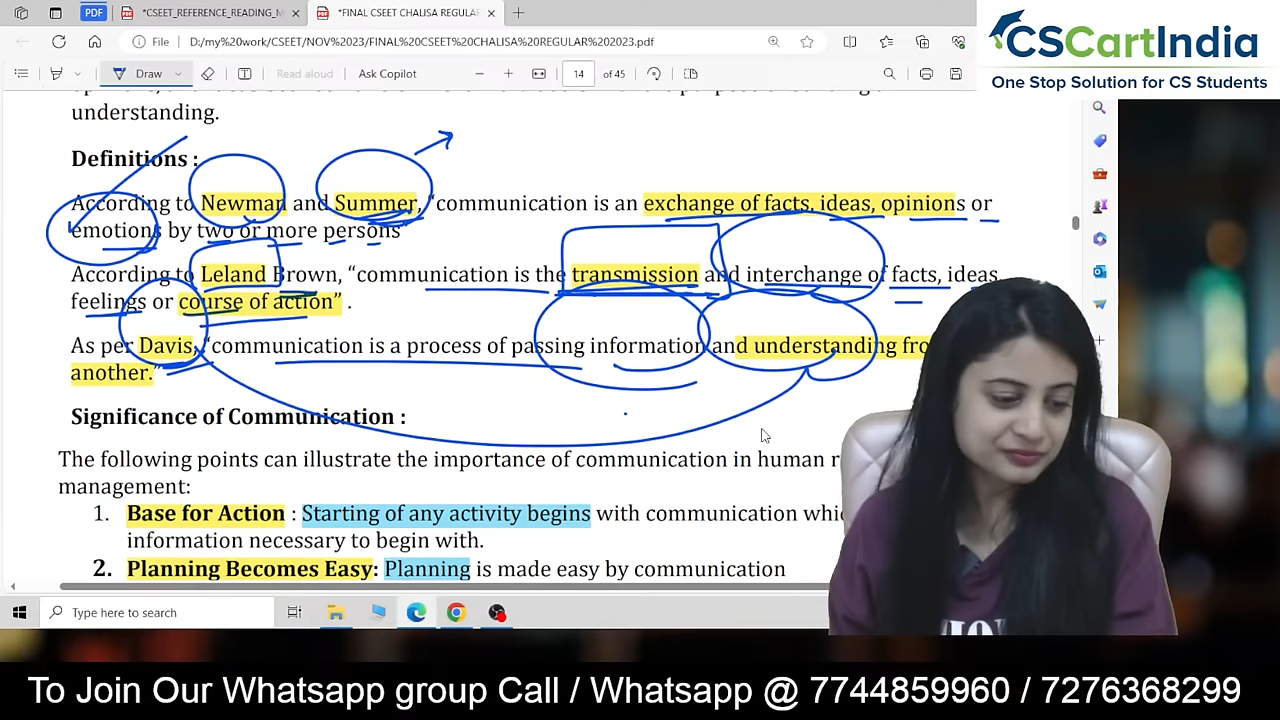 PDF
*CSEET_REFERENCE_READING_M
*FINAL CSEET CHALISA REGULAR
File
D:/my%20work/CSEET/NOV%202023/FINAL%20CSEET%20CHALISA%20REGULAR%202023.pdf
Draw
Read aloud
Ask Copilot
14
of 45
CSCartIndia
One Stop Solution for CS Students
understanding.
Definitions :
According to Newman and Summer, “communication is an exchange of facts, ideas, opinions or
emotions by two or more persons”
According to Leland Brown, “communication is the transmission and interchange of facts, ideas,
feelings or course of action” .
As per Davis, “communication is a process of passing information and understanding
another.”
Significance of Communication :
The following points can illustrate the importance of communication in human
management:
1. Base for Action : Starting of any activity begins with communication
information necessary to begin with.
2. Planning Becomes Easy: Planning is made easy by communication
Type here to search
To Join Our Whatsapp group Call / Whatsapp @ 7744859960 / 7276368299